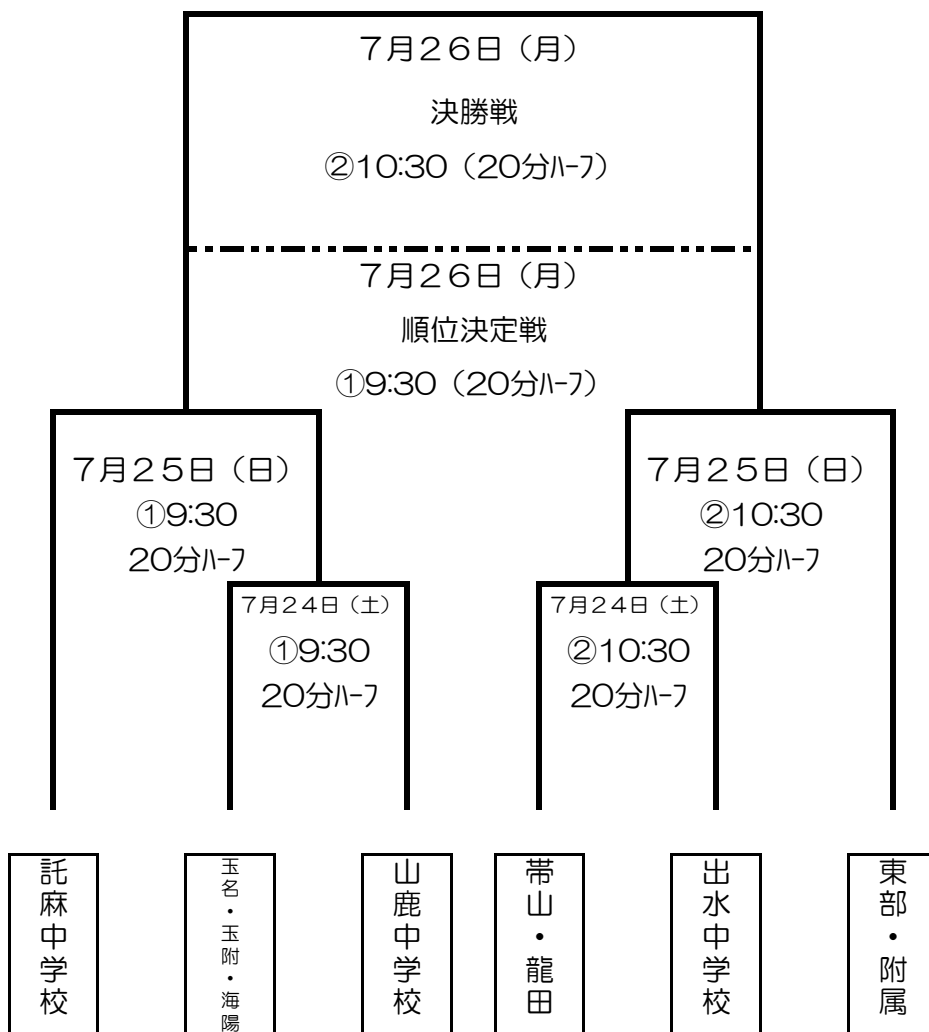 ７月２６日（月）
決勝戦
②10:30（20分ﾊｰﾌ）
７月２６日（月）
順位決定戦
①9:30（20分ﾊｰﾌ）
７月２５日（日）
①9:30
20分ﾊｰﾌ
７月２５日（日）
②10:30
20分ﾊｰﾌ
７月２４日（土）
①9:30
20分ﾊｰﾌ
７月２４日（土）
②10:30
20分ﾊｰﾌ
託麻中学校
玉名・玉附・海陽
山鹿中学校
帯山・龍田
出水中学校
東部・附属